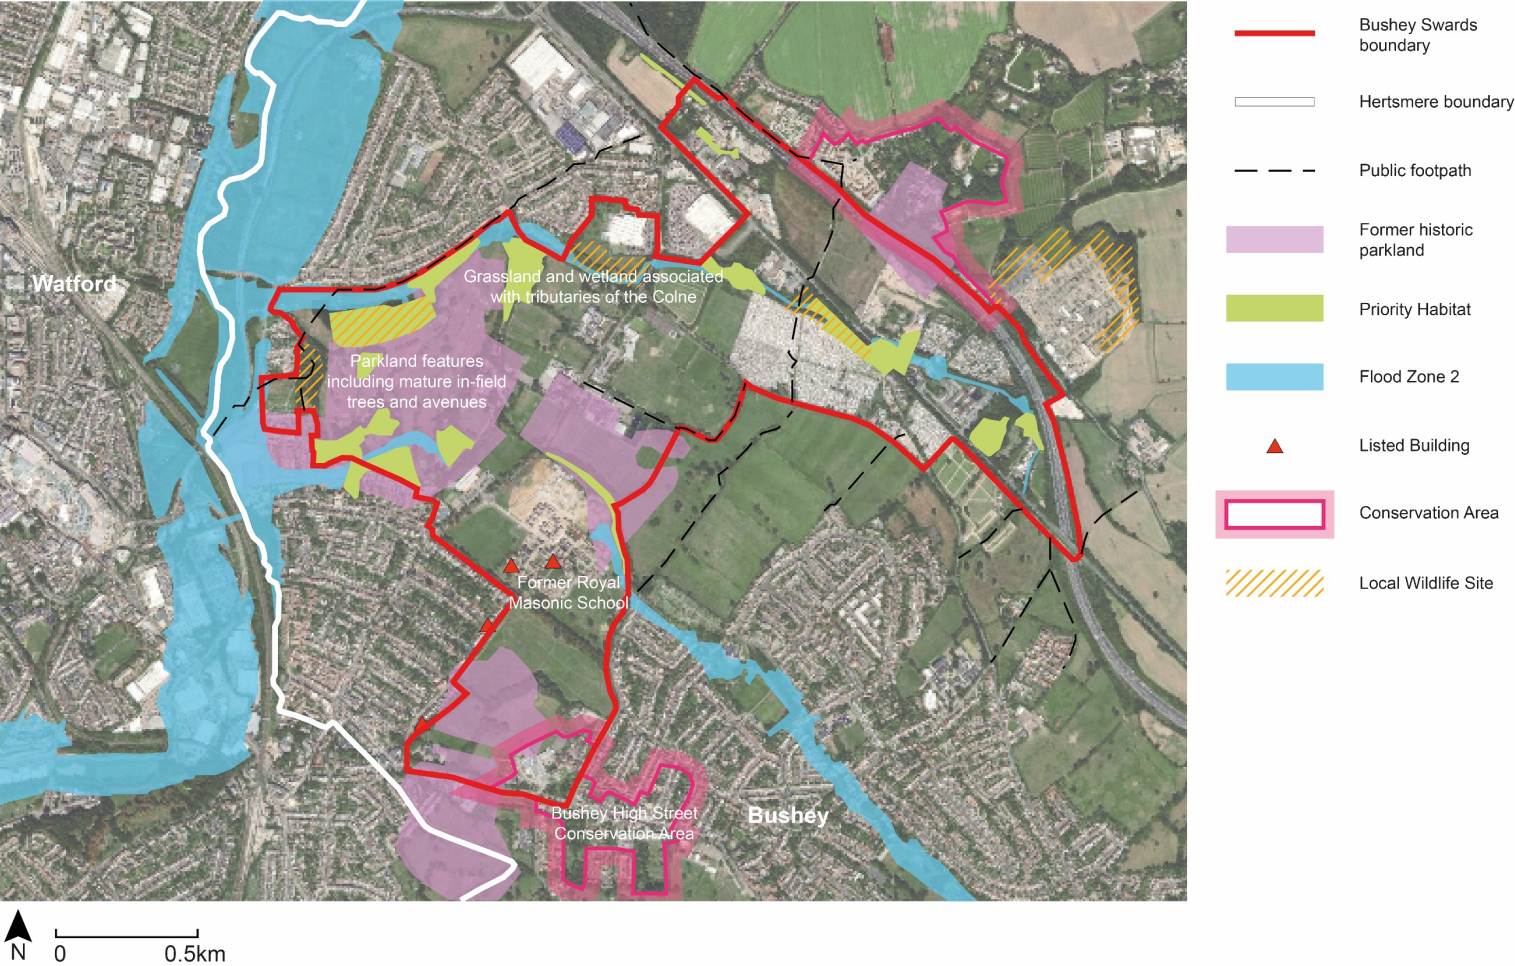 Watford
Grassland and wetland associated
with tributaries of the Colne
Parkland features
including mature in-field
trees and avenues
Former Royal
Masonic School
Bushey High Street
Conservation Area
Bushey
Bushey Swards
boundary
Hertsmere boundary
Public footpath
Former historic
parkland
Priority Habitat
Flood Zone 2
Listed Building
Conservation Area
Local Wildlife Site
N
0
0.5km